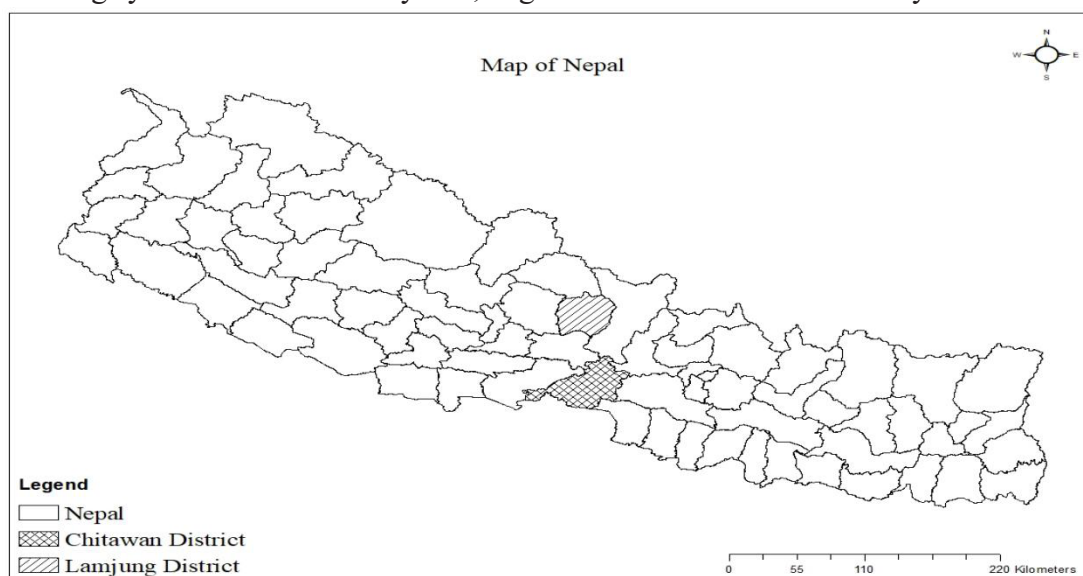 N
W E
S
Map of Nepal
Legend
Nepal
Chitawan District
Lamjung District
0 55 110 220 Kilometers